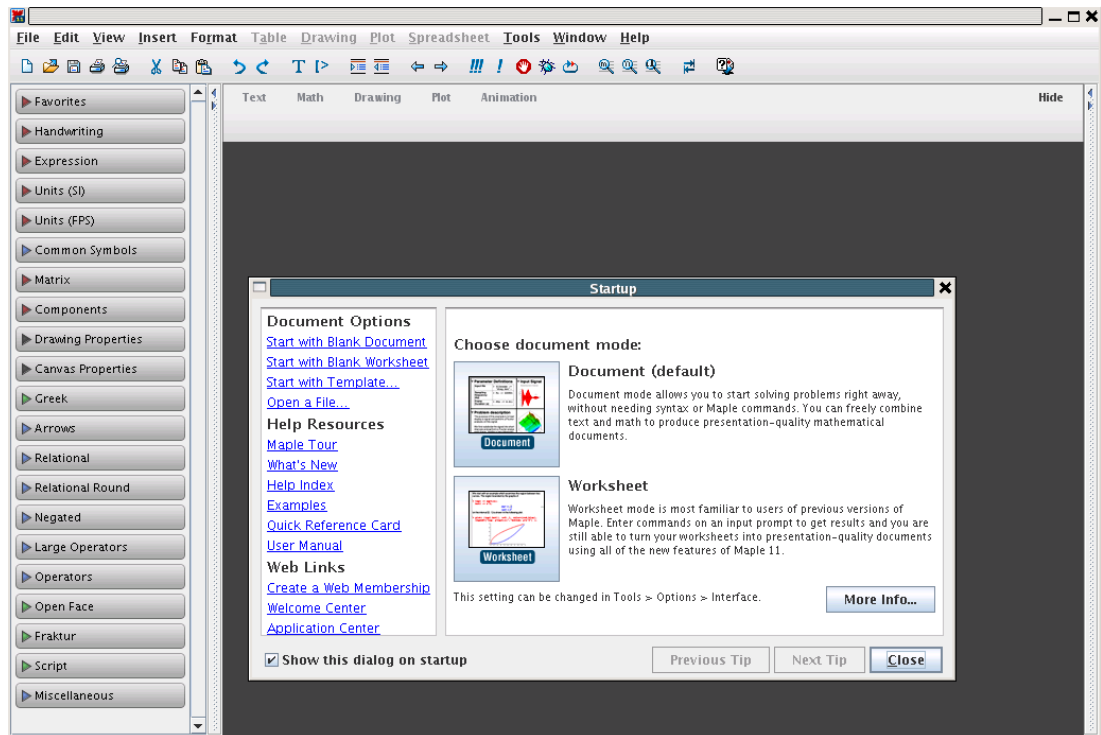 File Edit View Insert Format Table Drawing Plot Spreadsheet Tools Window Help
Text Math Drawing Plot Animation Hide
Favorites
Handwriting
Expression
Units (SI)
Units (FPS)
Common Symbols
Matrix
Components
Drawing Properties
Canvas Properties
Greek
Arrows
Relational
Relational Round
Negated
Large Operators
Operators
Open Face
Fraktur
Script
Miscellaneous
Startup
Document Options
Start with Blank Document
Start with Blank Worksheet
Start with Template...
Open a File...
Help Resources
Maple Tour
What's New
Help Index
Examples
Quick Reference Card
User Manual
Web Links
Create a Web Membership
Welcome Center
Application Center
Choose document mode:
Document
Document (default)
Document mode allows you to start solving problems right away,
without needing syntax or Maple commands. You can freely combine
text and math to produce presentation-quality mathematical
documents.
Worksheet
Worksheet
Worksheet mode is most familiar to users of previous versions of
Maple. Enter commands on an input prompt to get results and you are
still able to turn your worksheets into presentation-quality documents
using all of the new features of Maple 11.
This setting can be changed in Tools > Options > Interface.
More Info...
Show this dialog on startup
Previous Tip
Next Tip
Close